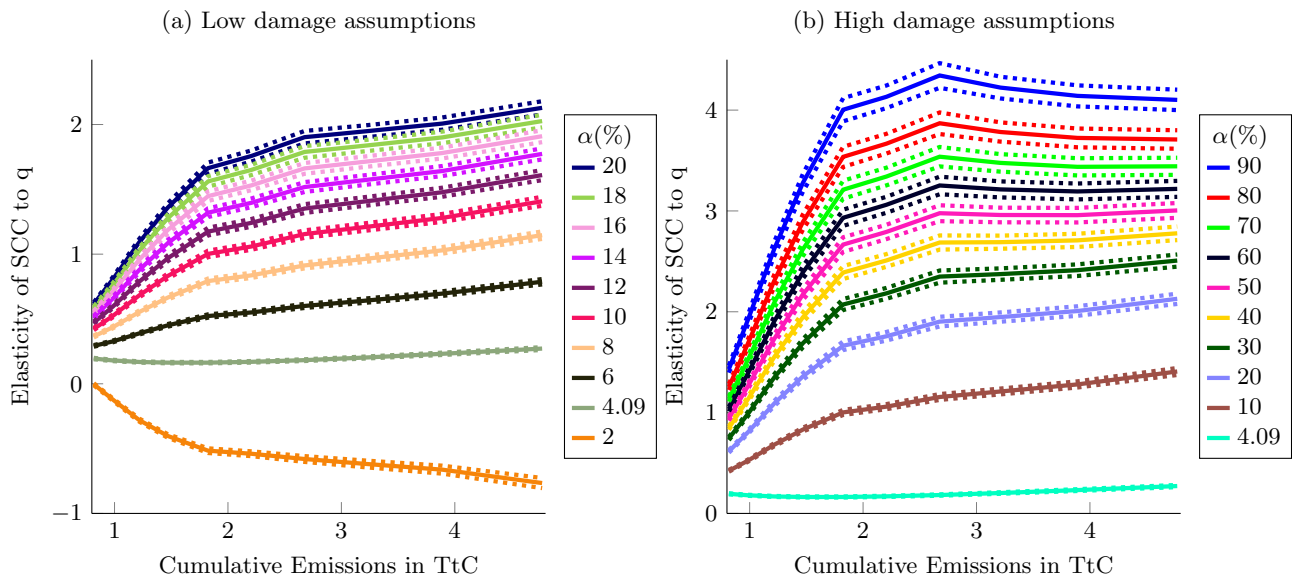 (a) Low damage assumptions
Elasticity of SCC to q
2
1
0
−1
1 2 3 4
Cumulative Emissions in TtC
α(%)
20
18
16
14
12
10
8
6
4.09
2
(b) High damage assumptions
Elasticity of SCC to q
4
3
2
1
0
1 2 3 4
Cumulative Emissions in TtC
α(%)
90
80
70
60
50
40
30
20
10
4.09